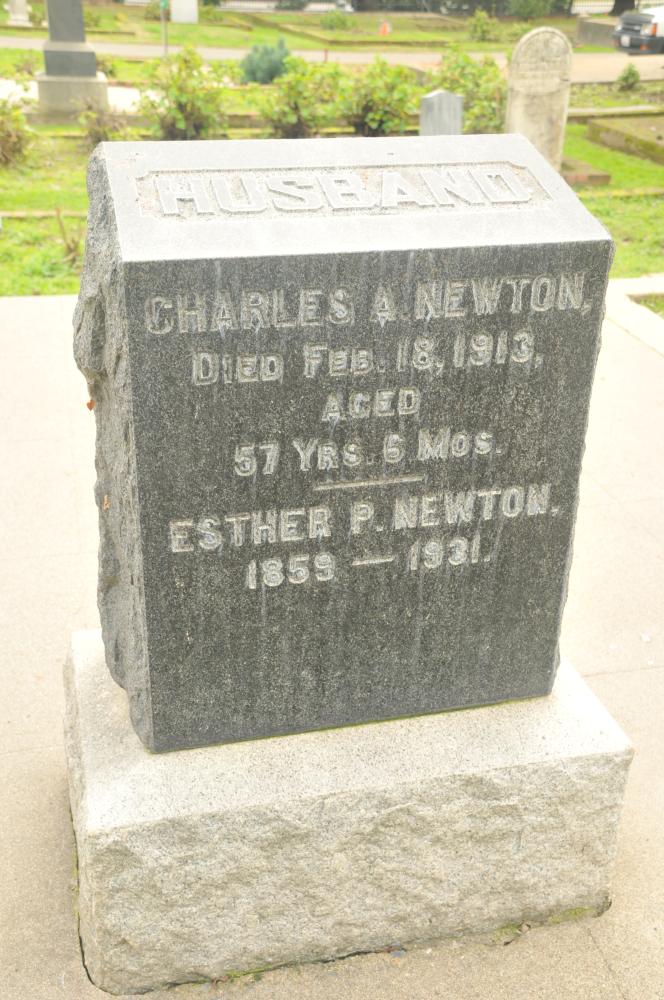 HUSBAND
CHARLES A. NEWTON,
DIED FEB. 18, 1913.
AGED
57 YRS. 6 MOS.
ESTHER P. NEWTON.
1859 — 1931.